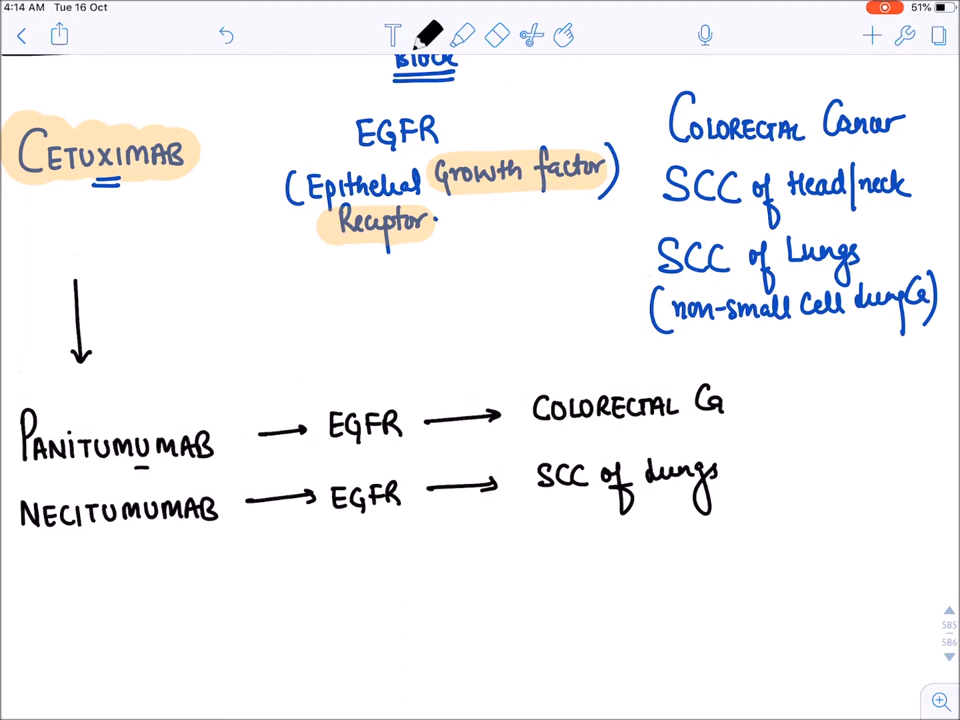 4:14 AM Tue 16 Oct
51%
T
Block
CETUXIMAB
EGFR
(Epithelial Growth factor)
Receptor.
COLORECTAL Cancer
SCC of Head/neck
SCC of Lungs
(non-small Cell Lung Ca)
PANITUMUMAB → EGFR → COLORECTAL Ca
NECITUMUMAB → EGFR → SCC of Lungs
585
586